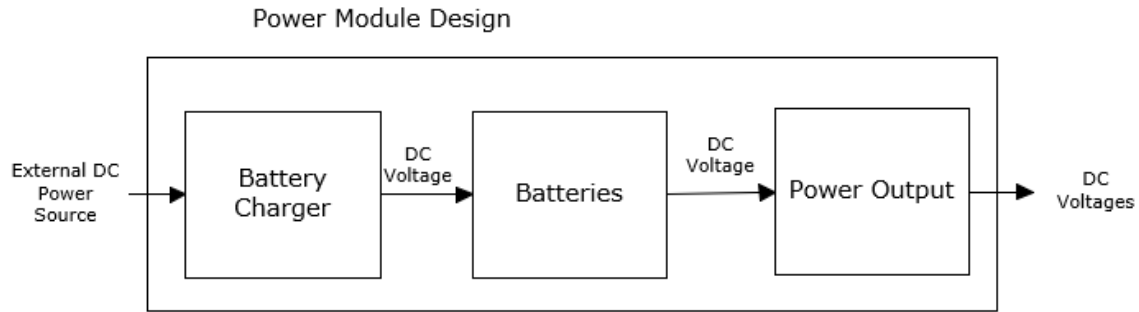 Power Module Design
External DC
Power
Source
Battery
Charger
DC
Voltage
Batteries
DC
Voltage
Power Output
DC
Voltages